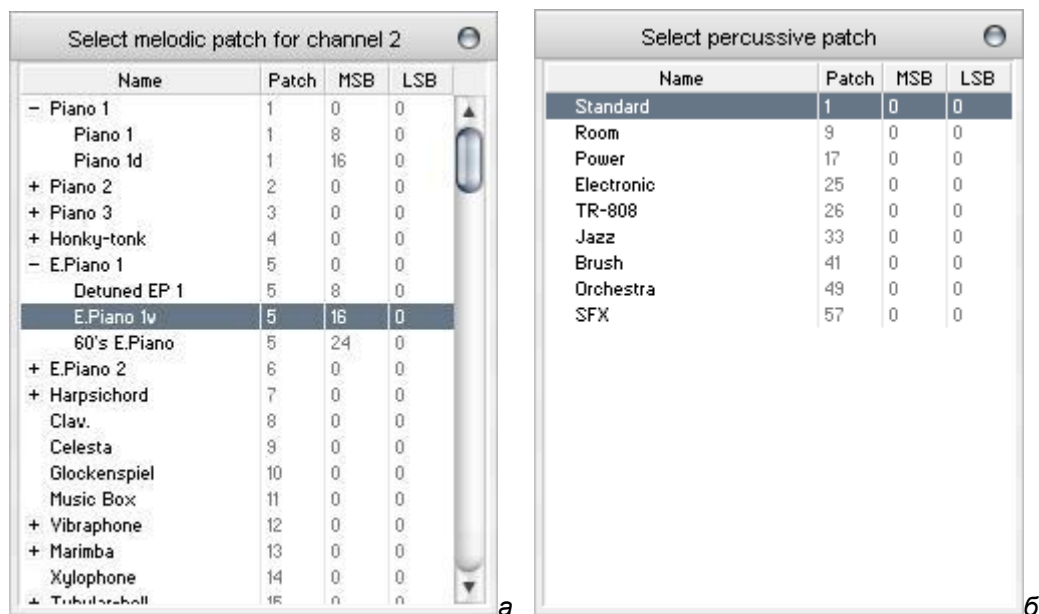 Select melodic patch for channel 2
Name Patch MSB LSB
− Piano 1 1 0 0
Piano 1 1 8 0
Piano 1d 1 16 0
+ Piano 2 2 0 0
+ Piano 3 3 0 0
+ Honky-tonk 4 0 0
− E.Piano 1 5 0 0
Detuned EP 1 5 8 0
E.Piano 1v 5 16 0
60's E.Piano 5 24 0
+ E.Piano 2 6 0 0
+ Harpsichord 7 0 0
Clav. 8 0 0
Celesta 9 0 0
Glockenspiel 10 0 0
Music Box 11 0 0
+ Vibraphone 12 0 0
+ Marimba 13 0 0
Xylophone 14 0 0
+ Tubular-bell 15 0 0
а
Select percussive patch
Name Patch MSB LSB
Standard 1 0 0
Room 9 0 0
Power 17 0 0
Electronic 25 0 0
TR-808 26 0 0
Jazz 33 0 0
Brush 41 0 0
Orchestra 49 0 0
SFX 57 0 0
б